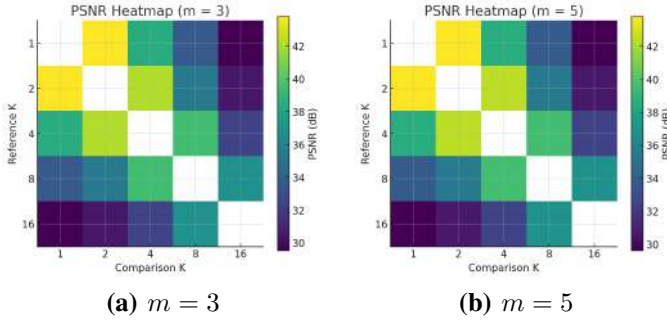 PSNR Heatmap (m = 3)
1
2
4
8
16
Reference K
1 2 4 8 16
Comparison K
42
40
38
36
34
32
30
PSNR (dB)
(a) m = 3
PSNR Heatmap (m = 5)
1
2
4
8
16
Reference K
1 2 4 8 16
Comparison K
42
40
38
36
34
32
30
PSNR (dB)
(b) m = 5